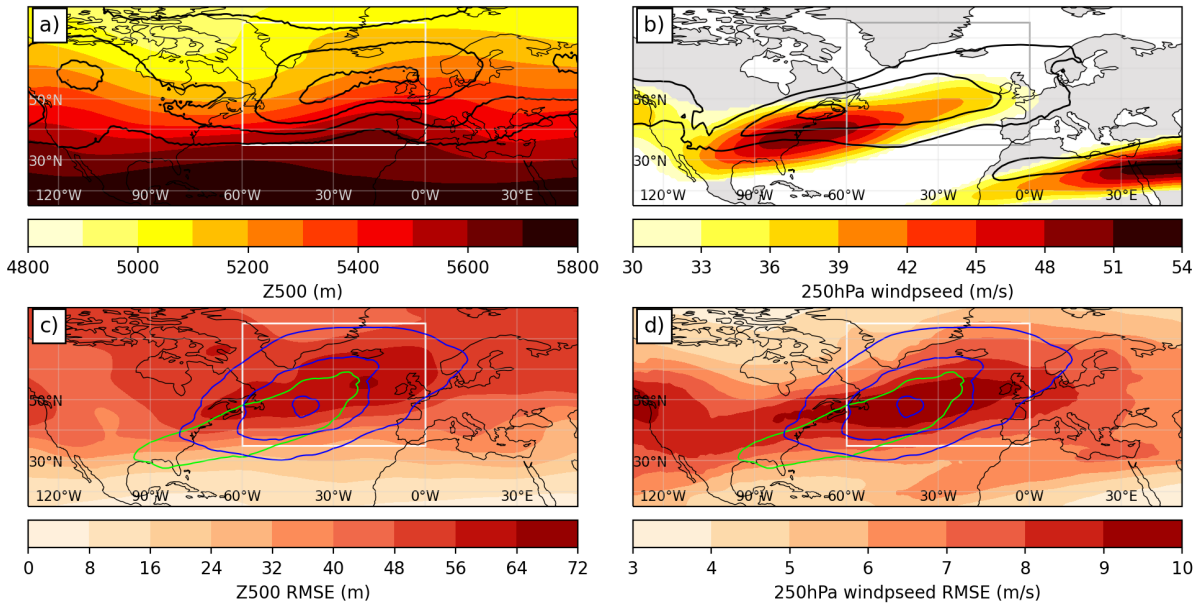 a)
50°N
30°N
120°W 90°W 60°W 30°W 0°W 30°E
4800 5000 5200 5400 5600 5800
Z500 (m)
b)
50°N
30°N
120°W 90°W 60°W 30°W 0°W 30°E
30 33 36 39 42 45 48 51 54
250hPa windpseed (m/s)
c)
50°N
30°N
120°W 90°W 60°W 30°W 0°W 30°E
0 8 16 24 32 40 48 56 64 72
Z500 RMSE (m)
d)
50°N
30°N
120°W 90°W 60°W 30°W 0°W 30°E
3 4 5 6 7 8 9 10
250hPa windpseed RMSE (m/s)